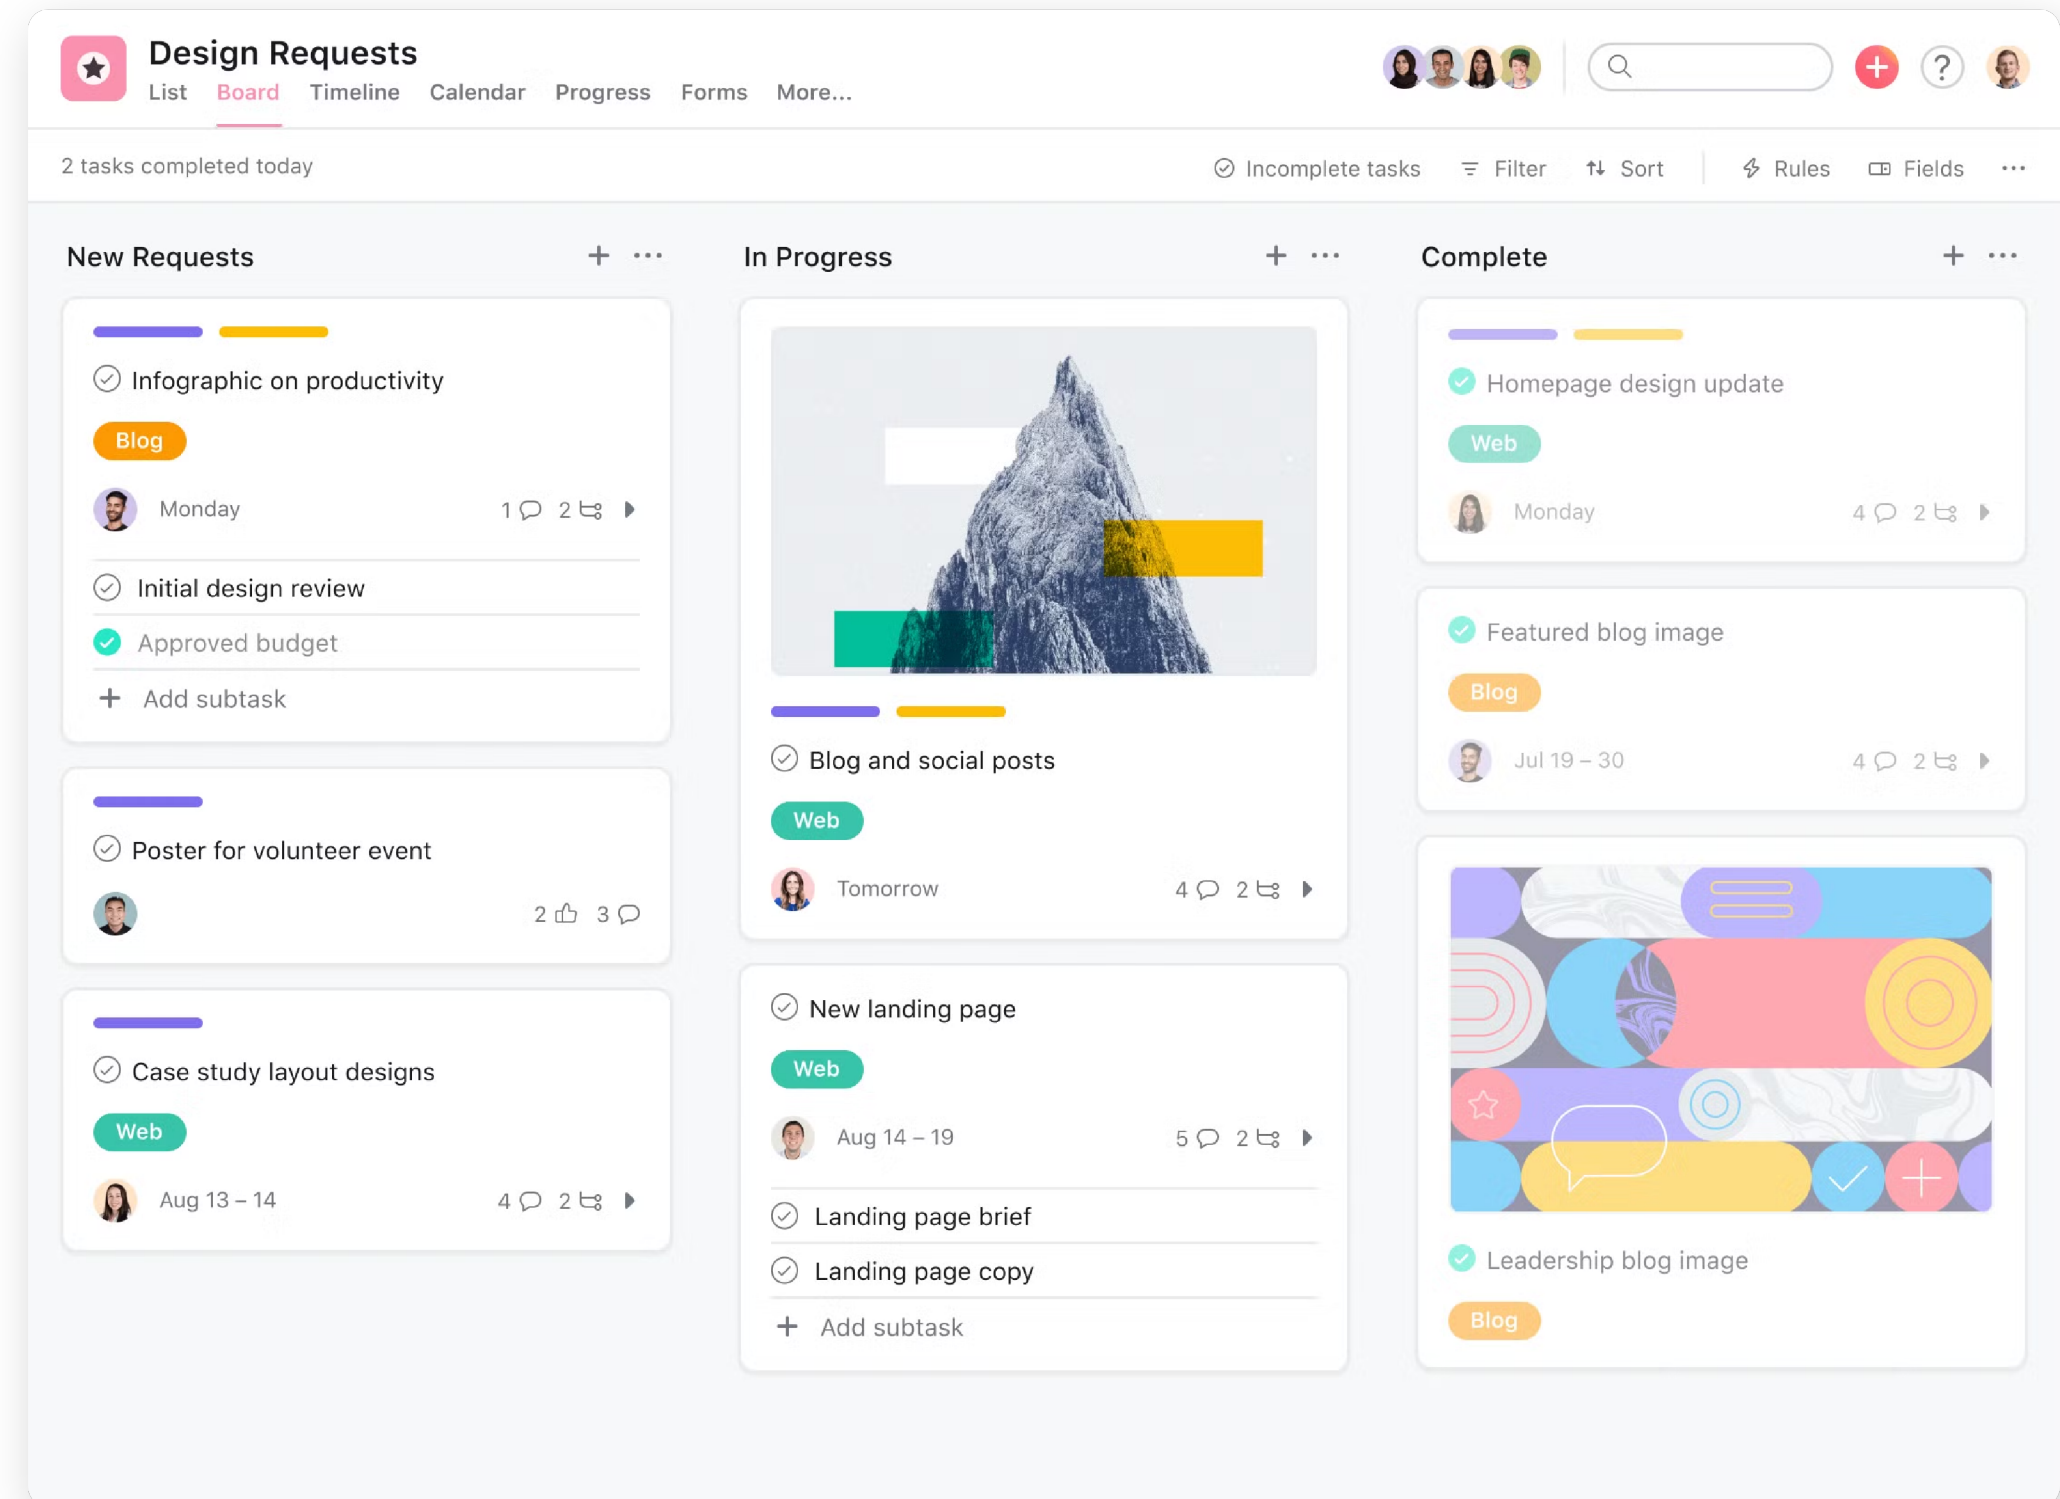 Design Requests
List Board Timeline Calendar Progress Forms More...
2 tasks completed today
Incomplete tasks Filter Sort Rules Fields
New Requests
Infographic on productivity
Blog
Monday 1 2
Initial design review
Approved budget
Add subtask
Poster for volunteer event
2 3
Case study layout designs
Web
Aug 13 – 14 4 2
In Progress
Blog and social posts
Web
Tomorrow 4 2
New landing page
Web
Aug 14 – 19 5 2
Landing page brief
Landing page copy
Add subtask
Complete
Homepage design update
Web
Monday 4 2
Featured blog image
Blog
Jul 19 – 30 4 2
Leadership blog image
Blog